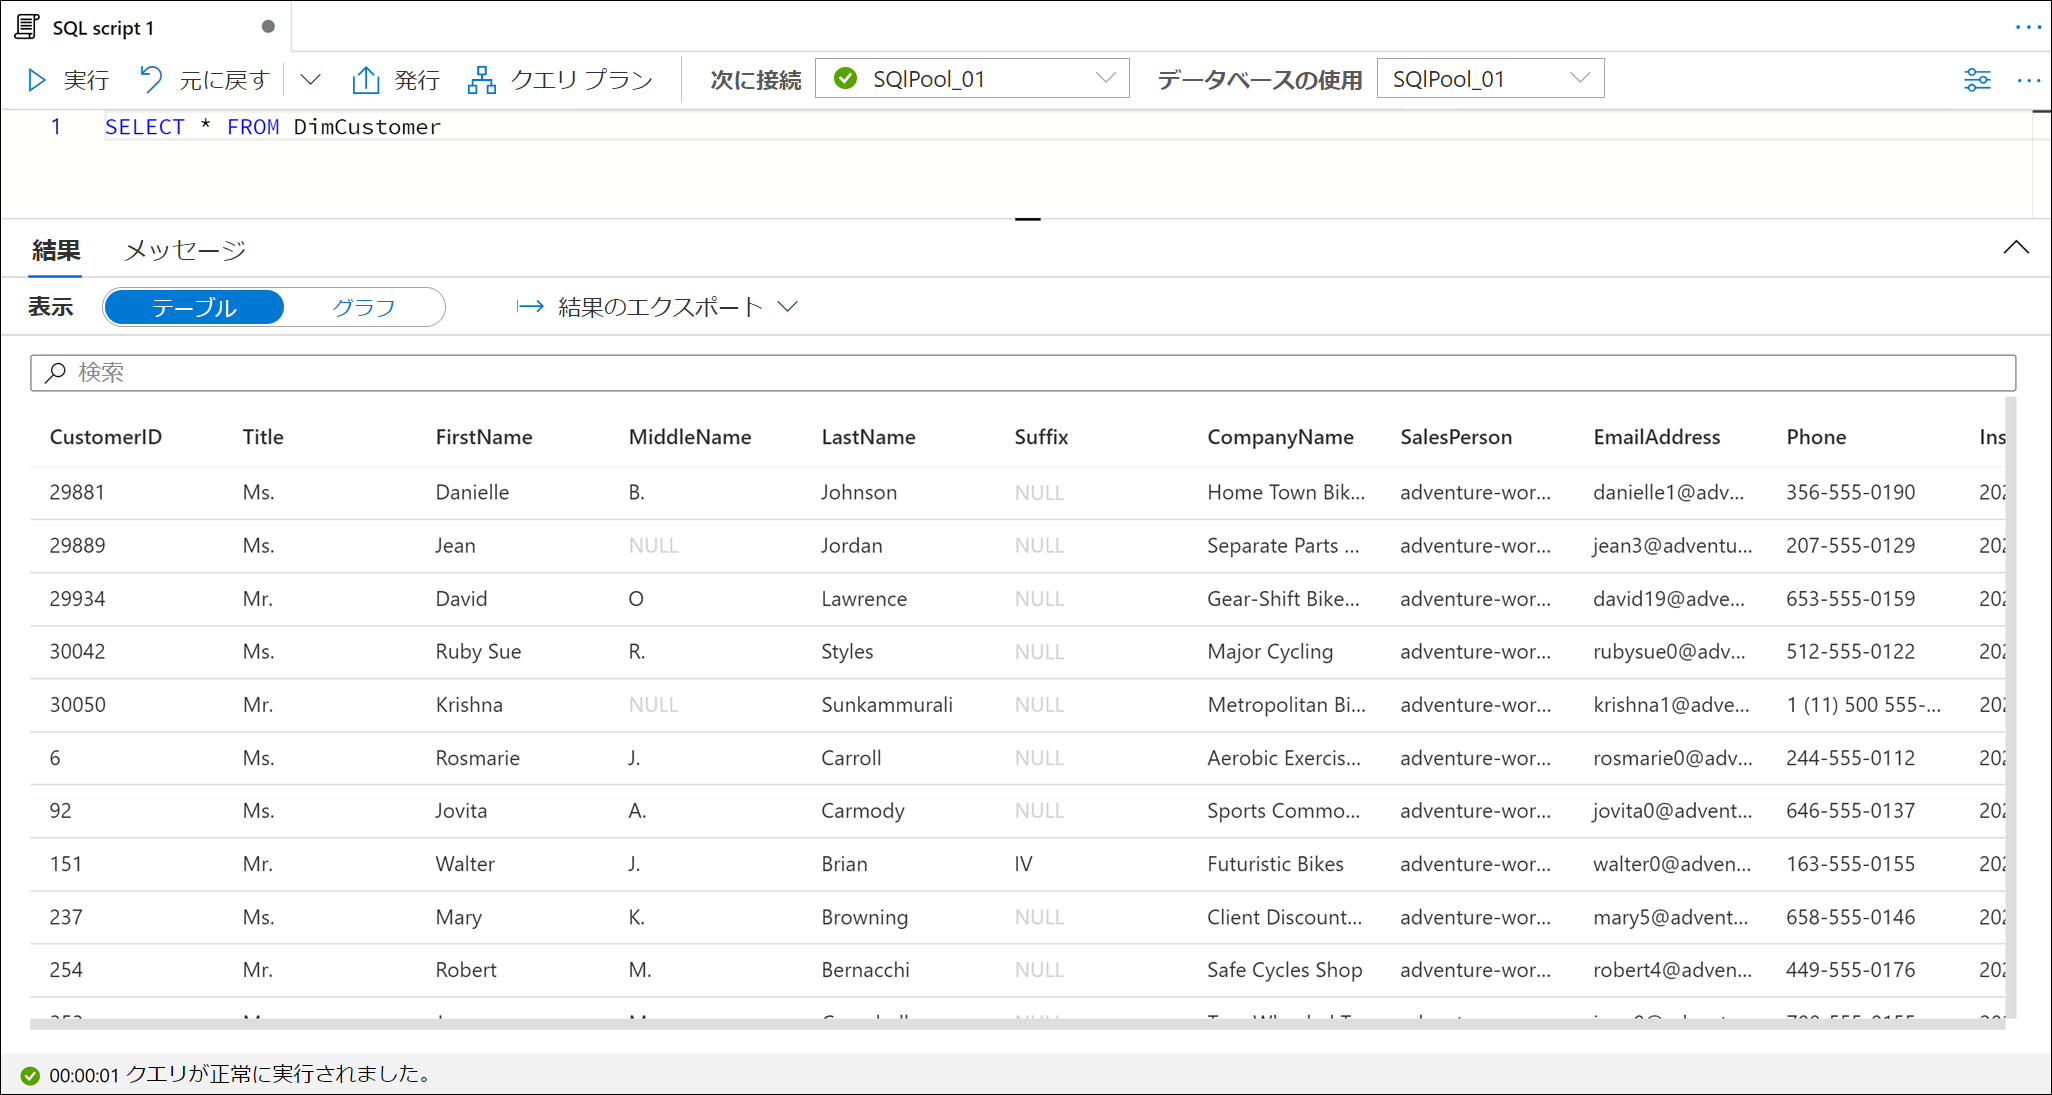 SQL script 1
実行 元に戻す 発行 クエリ プラン 次に接続 SQlPool_01 データベースの使用 SQlPool_01
1 SELECT * FROM DimCustomer
結果 メッセージ
表示 テーブル グラフ 結果のエクスポート
検索
CustomerID Title FirstName MiddleName LastName Suffix CompanyName SalesPerson EmailAddress Phone Ins
29881 Ms. Danielle B. Johnson NULL Home Town Bik... adventure-wor... danielle1@adv... 356-555-0190 202
29889 Ms. Jean NULL Jordan NULL Separate Parts ... adventure-wor... jean3@adventu... 207-555-0129 202
29934 Mr. David O Lawrence NULL Gear-Shift Bike... adventure-wor... david19@adve... 653-555-0159 202
30042 Ms. Ruby Sue R. Styles NULL Major Cycling adventure-wor... rubysue0@adv... 512-555-0122 202
30050 Mr. Krishna NULL Sunkammurali NULL Metropolitan Bi... adventure-wor... krishna1@adve... 1 (11) 500 555-... 202
6 Ms. Rosmarie J. Carroll NULL Aerobic Exercis... adventure-wor... rosmarie0@adv... 244-555-0112 202
92 Ms. Jovita A. Carmody NULL Sports Commo... adventure-wor... jovita0@advent... 646-555-0137 202
151 Mr. Walter J. Brian IV Futuristic Bikes adventure-wor... walter0@adven... 163-555-0155 202
237 Ms. Mary K. Browning NULL Client Discount... adventure-wor... mary5@advent... 658-555-0146 202
254 Mr. Robert M. Bernacchi NULL Safe Cycles Shop adventure-wor... robert4@adven... 449-555-0176 202
00:00:01 クエリが正常に実行されました。